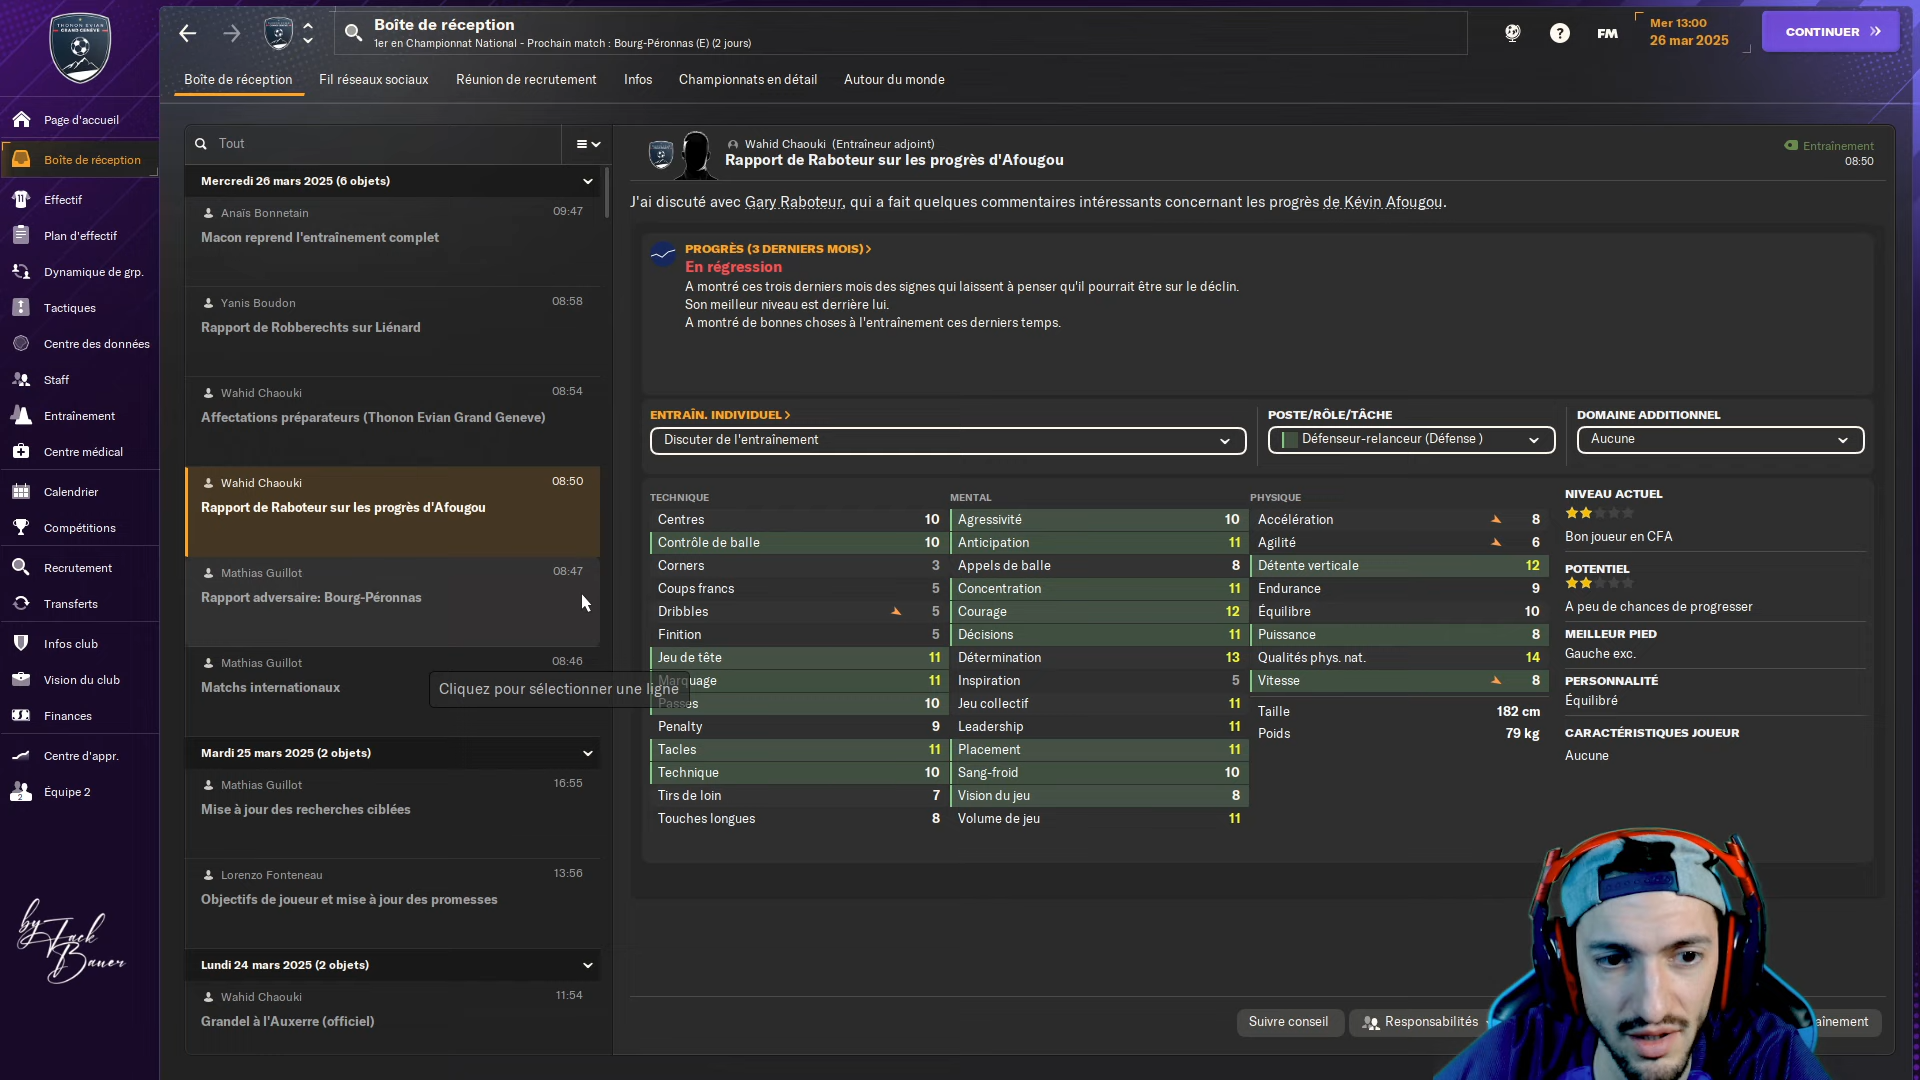 THONON EVIAN
GRAND GENÈVE
Boîte de réception
1er en Championnat National - Prochain match : Bourg-Péronnas (E) (2 jours)
FM
Mer 13:00
26 mar 2025
CONTINUER
Boîte de réception
Fil réseaux sociaux
Réunion de recrutement
Infos
Championnats en détail
Autour du monde
Page d'accueil
Boîte de réception
Effectif
Plan d'effectif
Dynamique de grp.
Tactiques
Centre des données
Staff
Entraînement
Centre médical
Calendrier
Compétitions
Recrutement
Transferts
Infos club
Vision du club
Finances
Centre d'appr.
Équipe 2
by Jack
Bauer
Tout
Mercredi 26 mars 2025 (6 objets)
Anaïs Bonnetain 09:47
Macon reprend l'entraînement complet
Yanis Boudon 08:58
Rapport de Robberechts sur Liénard
Wahid Chaouki 08:54
Affectations préparateurs (Thonon Evian Grand Geneve)
Wahid Chaouki 08:50
Rapport de Raboteur sur les progrès d'Afougou
Mathias Guillot 08:47
Rapport adversaire: Bourg-Péronnas
Mathias Guillot 08:46
Matchs internationaux
Cliquez pour sélectionner une ligne
Mardi 25 mars 2025 (2 objets)
Mathias Guillot 16:55
Mise à jour des recherches ciblées
Lorenzo Fonteneau 13:56
Objectifs de joueur et mise à jour des promesses
Lundi 24 mars 2025 (2 objets)
Wahid Chaouki 11:54
Grandel à l'Auxerre (officiel)
Wahid Chaouki (Entraîneur adjoint)
Rapport de Raboteur sur les progrès d'Afougou
Entraînement
08:50
J'ai discuté avec Gary Raboteur, qui a fait quelques commentaires intéressants concernant les progrès de Kévin Afougou.
PROGRÈS (3 DERNIERS MOIS)
En régression
A montré ces trois derniers mois des signes qui laissent à penser qu'il pourrait être sur le déclin.
Son meilleur niveau est derrière lui.
A montré de bonnes choses à l'entraînement ces derniers temps.
ENTRAÎN. INDIVIDUEL
Discuter de l'entraînement
POSTE/RÔLE/TÂCHE
Défenseur-relanceur (Défense )
DOMAINE ADDITIONNEL
Aucune
TECHNIQUE
Centres 10
Contrôle de balle 10
Corners 3
Coups francs 5
Dribbles 5
Finition 5
Jeu de tête 11
Marquage 11
Passes 10
Penalty 9
Tacles 11
Technique 10
Tirs de loin 7
Touches longues 8
MENTAL
Agressivité 10
Anticipation 11
Appels de balle 8
Concentration 11
Courage 12
Décisions 11
Détermination 13
Inspiration 5
Jeu collectif 11
Leadership 11
Placement 11
Sang-froid 10
Vision du jeu 8
Volume de jeu 11
PHYSIQUE
Accélération 8
Agilité 6
Détente verticale 12
Endurance 9
Équilibre 10
Puissance 8
Qualités phys. nat. 14
Vitesse 8
Taille 182 cm
Poids 79 kg
NIVEAU ACTUEL
Bon joueur en CFA
POTENTIEL
A peu de chances de progresser
MEILLEUR PIED
Gauche exc.
PERSONNALITÉ
Équilibré
CARACTÉRISTIQUES JOUEUR
Aucune
Suivre conseil
Responsabilités
aînement